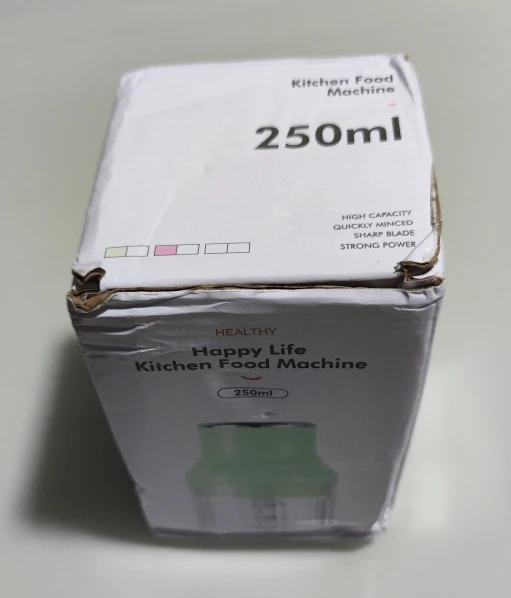 Kitchen Food
Machine
250ml
HIGH CAPACITY
QUICKLY MINCED
SHARP BLADE
STRONG POWER
HEALTHY
Happy Life
Kitchen Food Machine
250ml